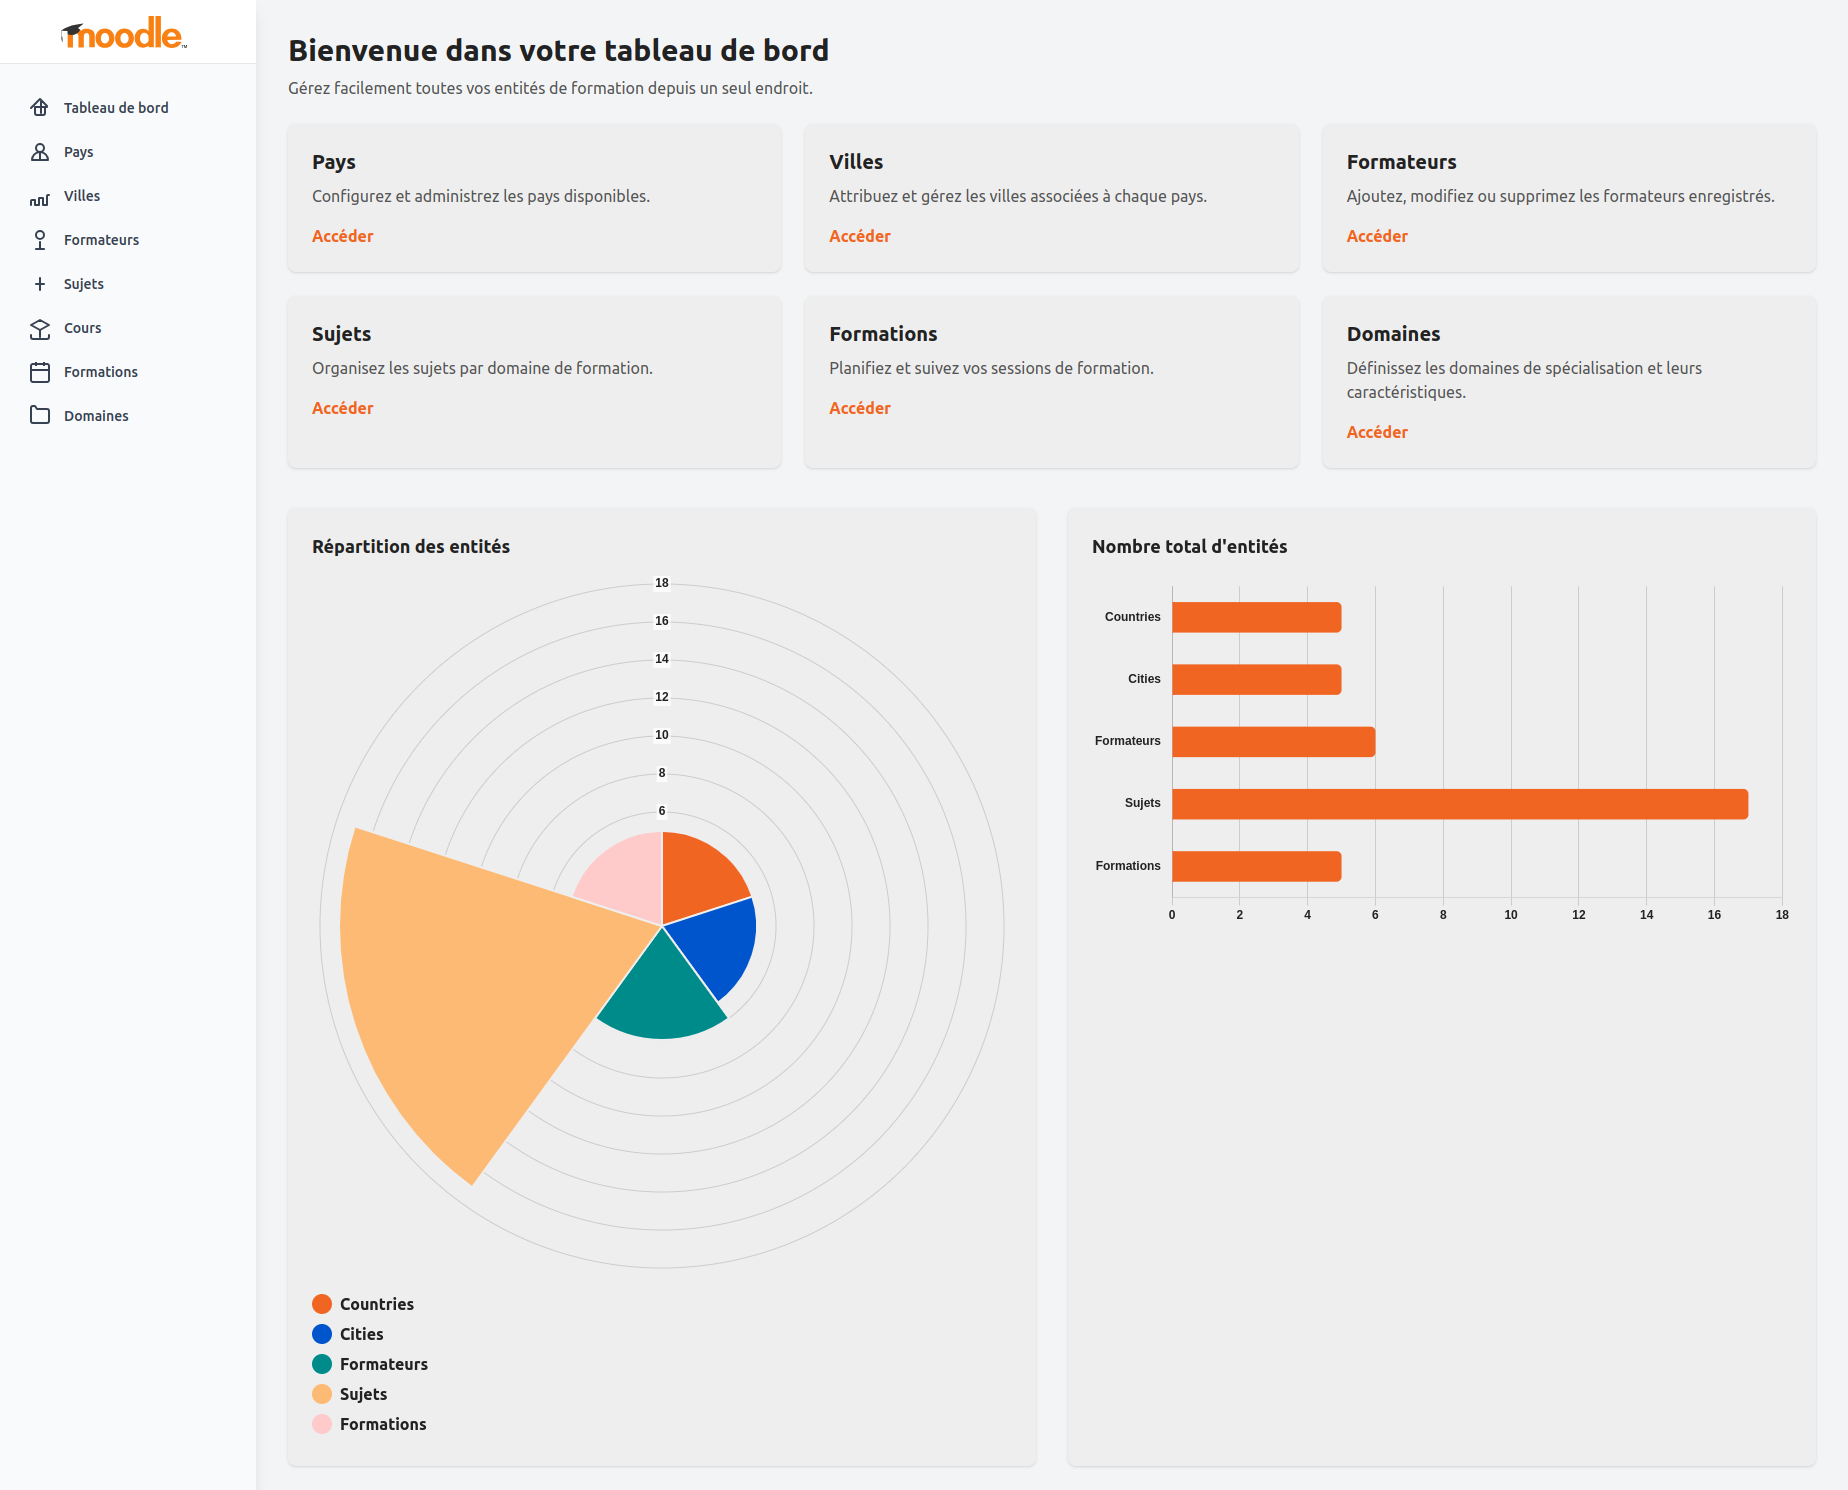 moodle™
Tableau de bord
Pays
Villes
Formateurs
Sujets
Cours
Formations
Domaines
Bienvenue dans votre tableau de bord
Gérez facilement toutes vos entités de formation depuis un seul endroit.
Pays
Configurez et administrez les pays disponibles.
Accéder
Villes
Attribuez et gérez les villes associées à chaque pays.
Accéder
Formateurs
Ajoutez, modifiez ou supprimez les formateurs enregistrés.
Accéder
Sujets
Organisez les sujets par domaine de formation.
Accéder
Formations
Planifiez et suivez vos sessions de formation.
Accéder
Domaines
Définissez les domaines de spécialisation et leurs
caractéristiques.
Accéder
Répartition des entités
18
16
14
12
10
8
6
Countries
Cities
Formateurs
Sujets
Formations
Nombre total d'entités
Countries
Cities
Formateurs
Sujets
Formations
0 2 4 6 8 10 12 14 16 18